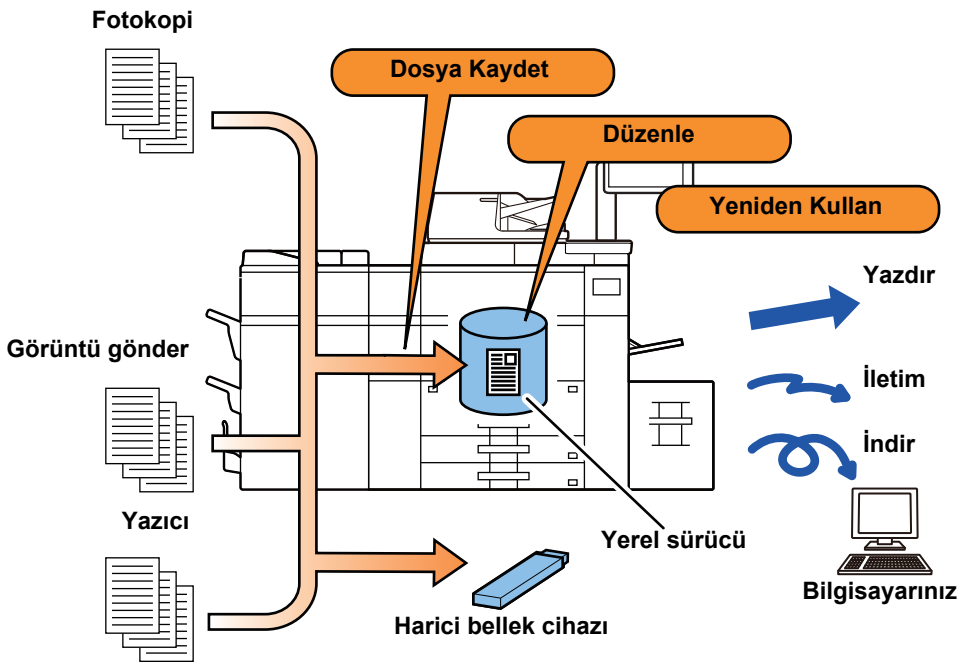 Fotokopi
Dosya Kaydet
Düzenle
Yeniden Kullan
Yazdır
Görüntü gönder
İletim
İndir
Yazıcı
Yerel sürücü
Bilgisayarınız
Harici bellek cihazı